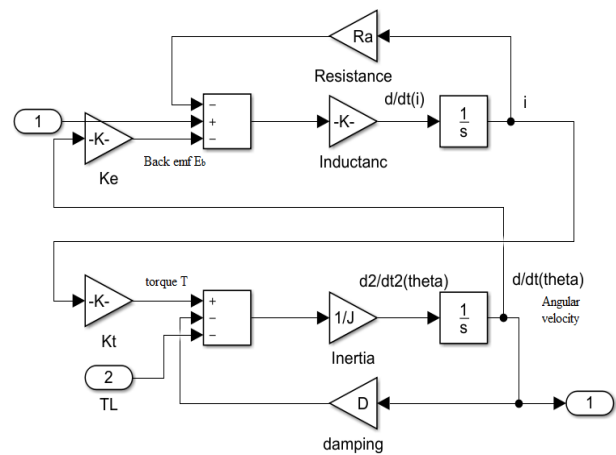 Ra
Resistance
d/dt(i)
−
+
−
1
-K-
-K-
1
s
i
Back emf Eb
Ke
Inductanc
torque T
d2/dt2(theta)
d/dt(theta)
Angular
velocity
-K-
+
−
−
1/J
1
s
Kt
Inertia
2
TL
D
1
damping